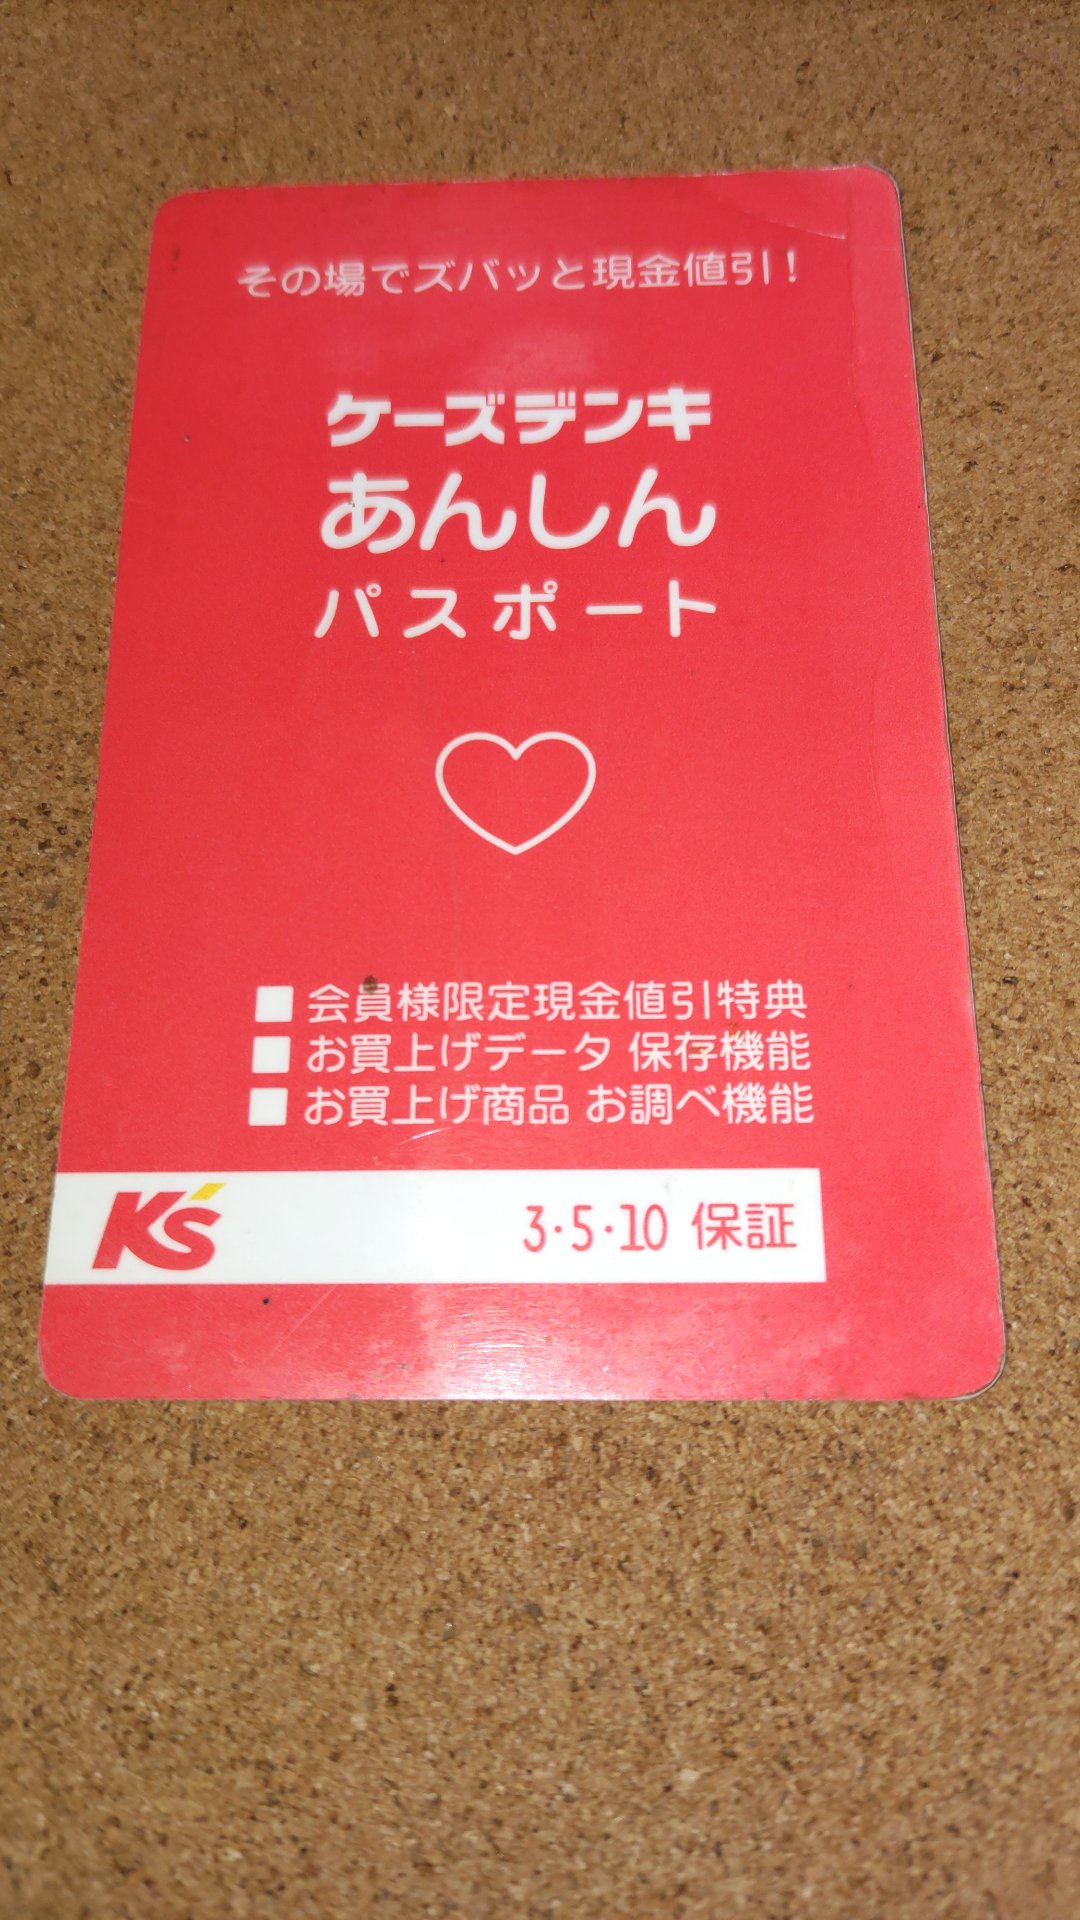 その場でズバッと現金値引！
ケーズデンキ
あんしん
パスポート
■ 会員様限定現金値引特典
■ お買上げデータ 保存機能
■ お買上げ商品 お調べ機能
K's 3・5・10 保証